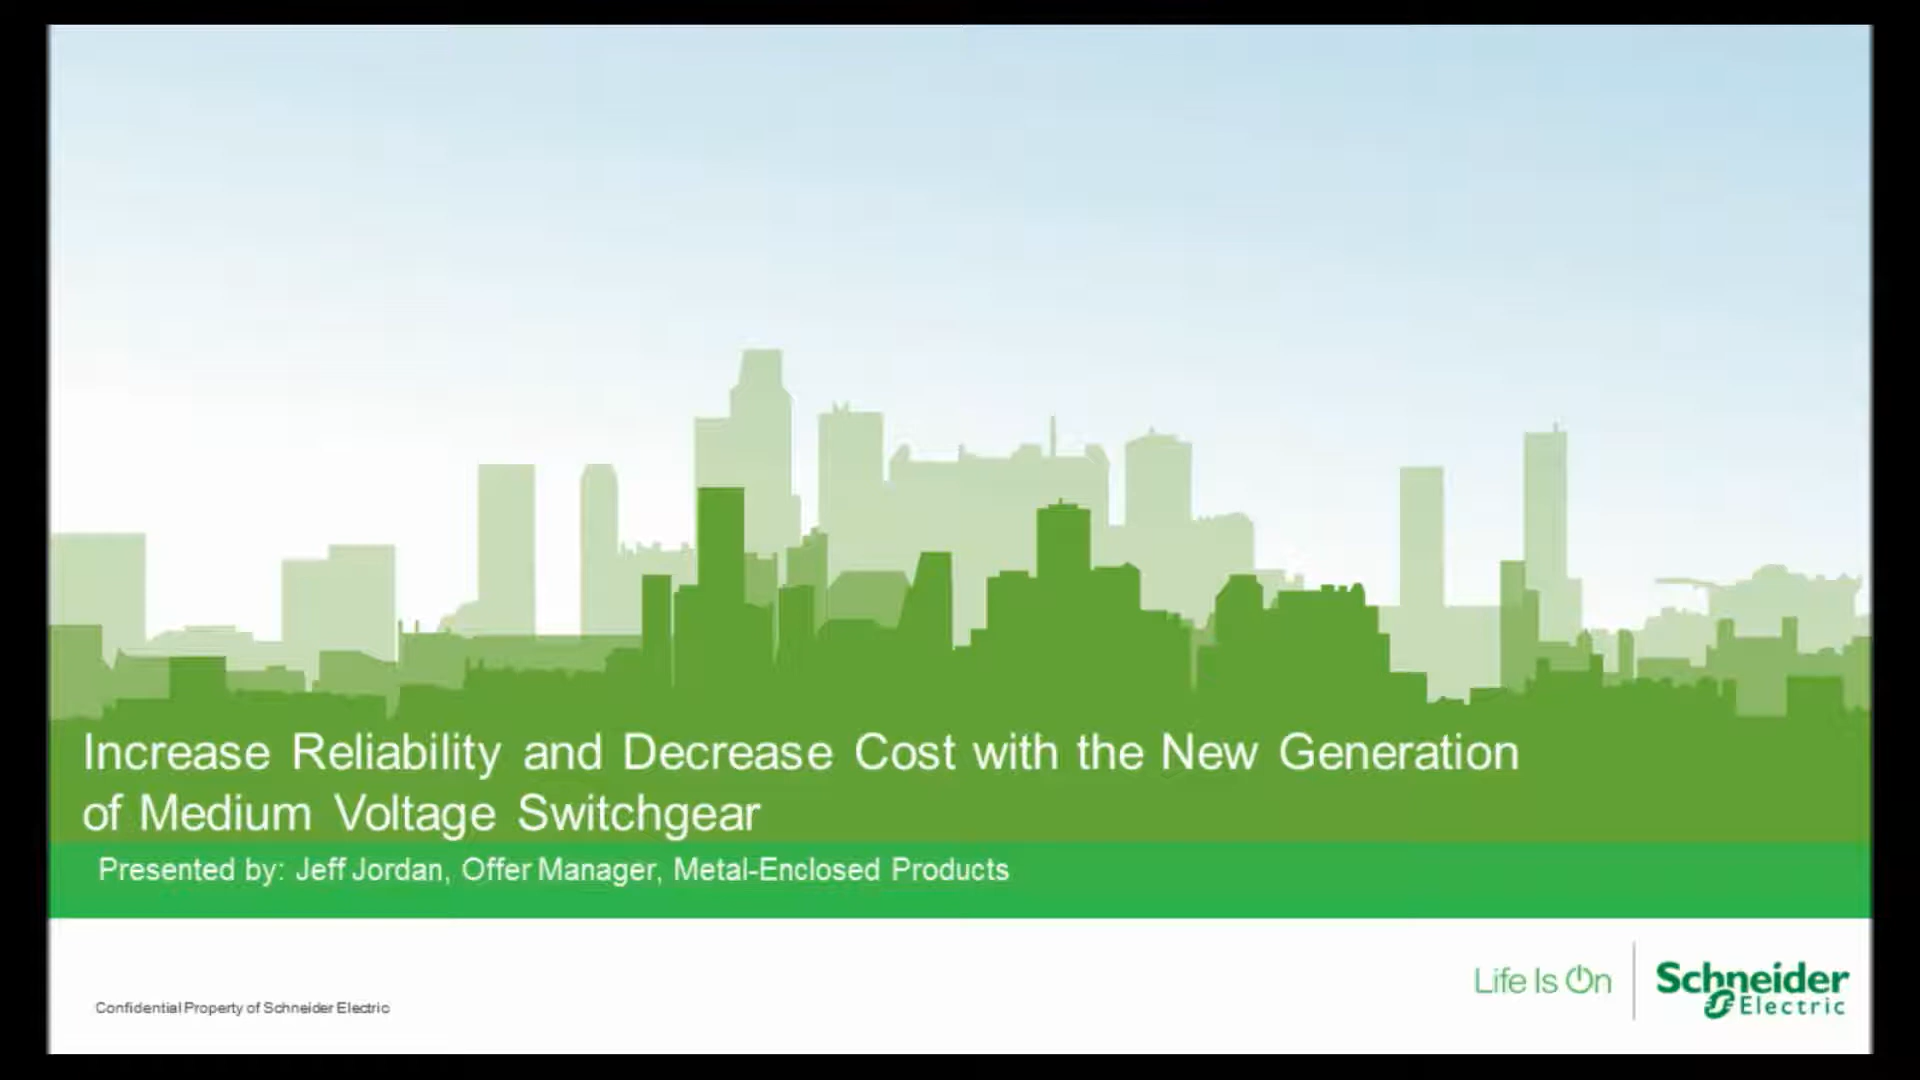 Increase Reliability and Decrease Cost with the New Generation
of Medium Voltage Switchgear
Presented by: Jeff Jordan, Offer Manager, Metal-Enclosed Products
Confidential Property of Schneider Electric
Life Is On
Schneider
Electric